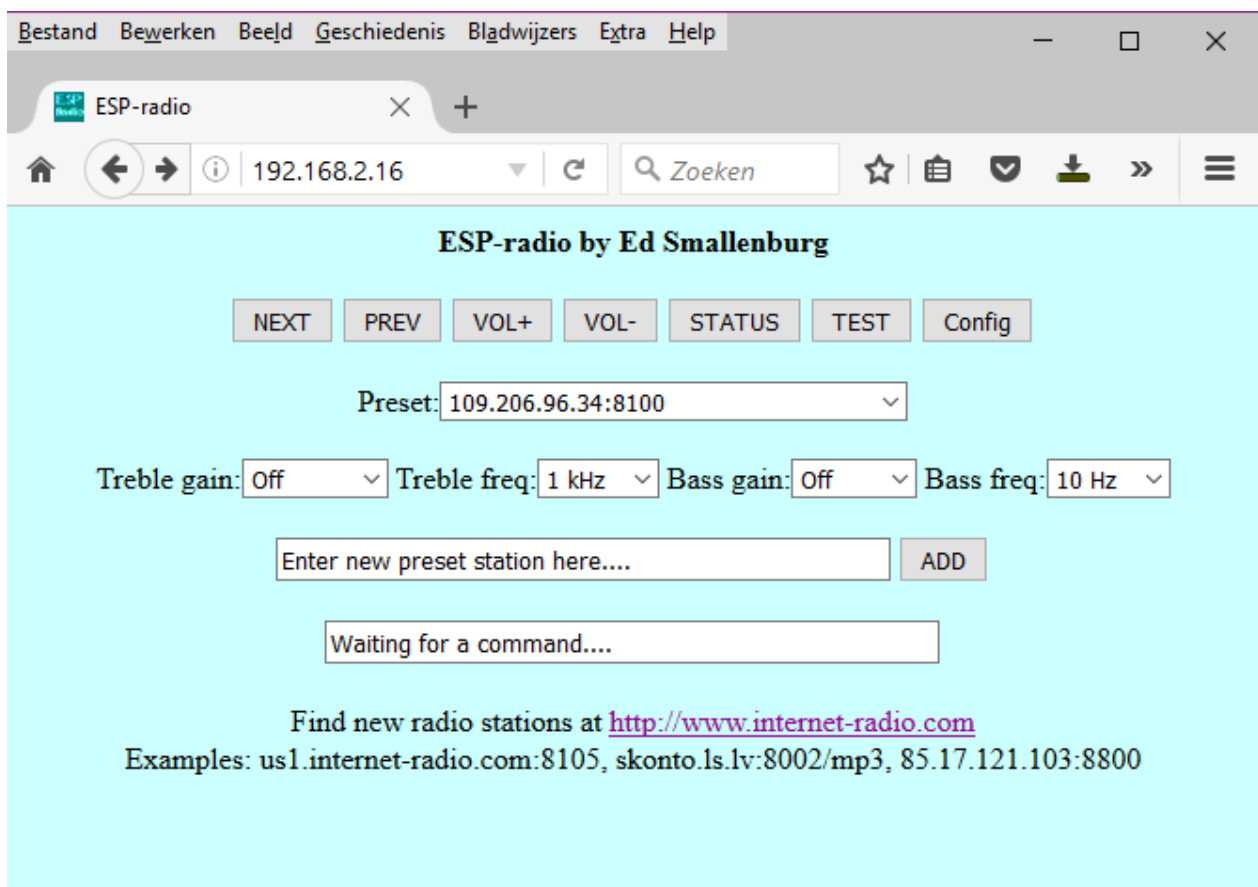 Bestand Bewerken Beeld Geschiedenis Bladwijzers Extra Help
ESP Radio ESP-radio
192.168.2.16 Zoeken
ESP-radio by Ed Smallenburg
NEXT PREV VOL+ VOL- STATUS TEST Config
Preset: 109.206.96.34:8100
Treble gain: Off Treble freq: 1 kHz Bass gain: Off Bass freq: 10 Hz
Enter new preset station here.... ADD
Waiting for a command....
Find new radio stations at http://www.internet-radio.com
Examples: us1.internet-radio.com:8105, skonto.ls.lv:8002/mp3, 85.17.121.103:8800